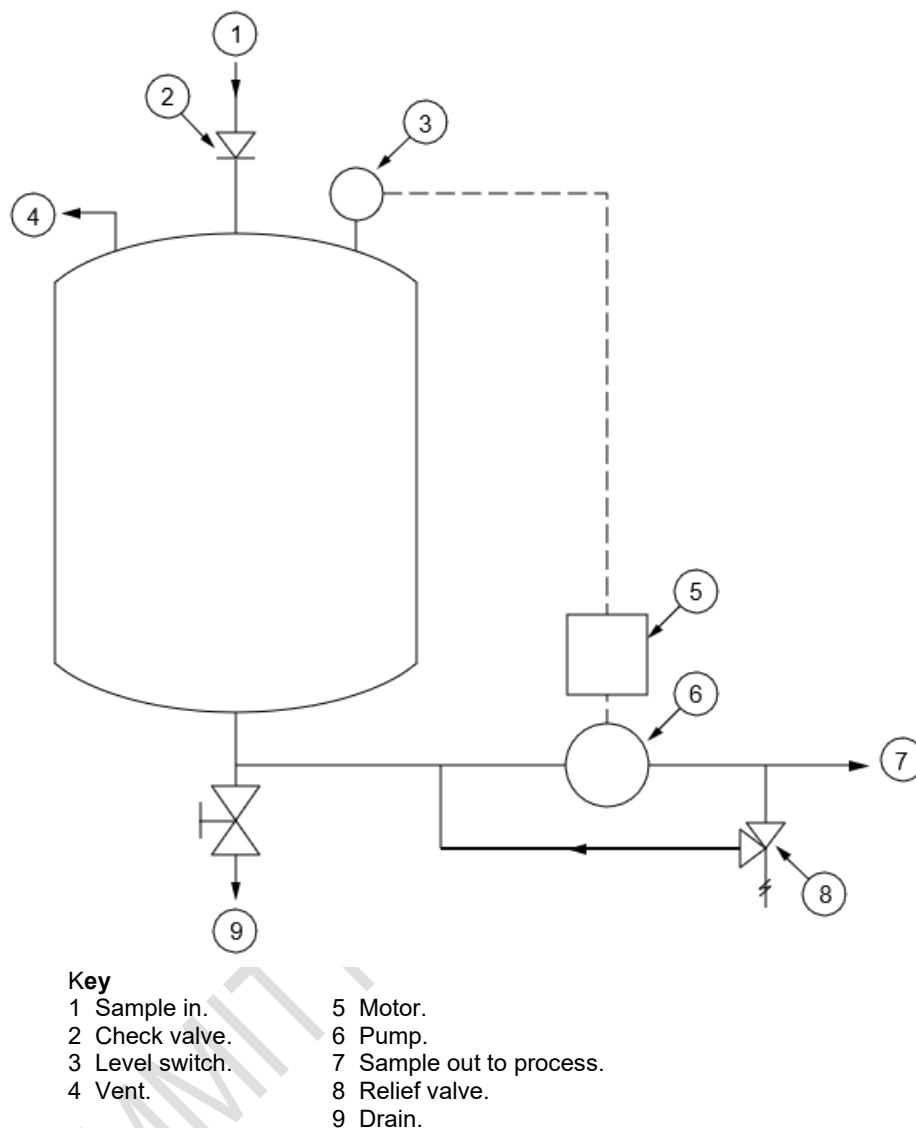 1
2
3
4
5
6
7
8
9
Key
1 Sample in. 5 Motor.
2 Check valve. 6 Pump.
3 Level switch. 7 Sample out to process.
4 Vent. 8 Relief valve.
9 Drain.